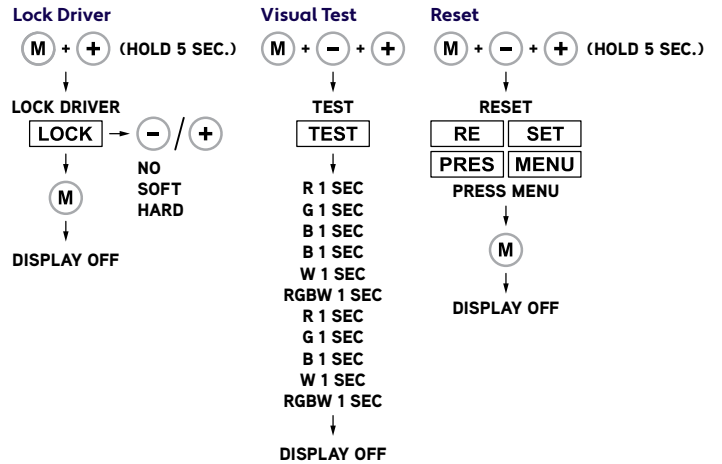 Lock Driver
M + + (HOLD 5 SEC.)
LOCK DRIVER
LOCK
- / +
NO
SOFT
HARD
M
DISPLAY OFF
Visual Test
M + - + +
TEST
TEST
R 1 SEC
G 1 SEC
B 1 SEC
B 1 SEC
W 1 SEC
RGBW 1 SEC
R 1 SEC
G 1 SEC
B 1 SEC
W 1 SEC
RGBW 1 SEC
DISPLAY OFF
Reset
M + - + + (HOLD 5 SEC.)
RESET
RE SET
PRES MENU
PRESS MENU
M
DISPLAY OFF